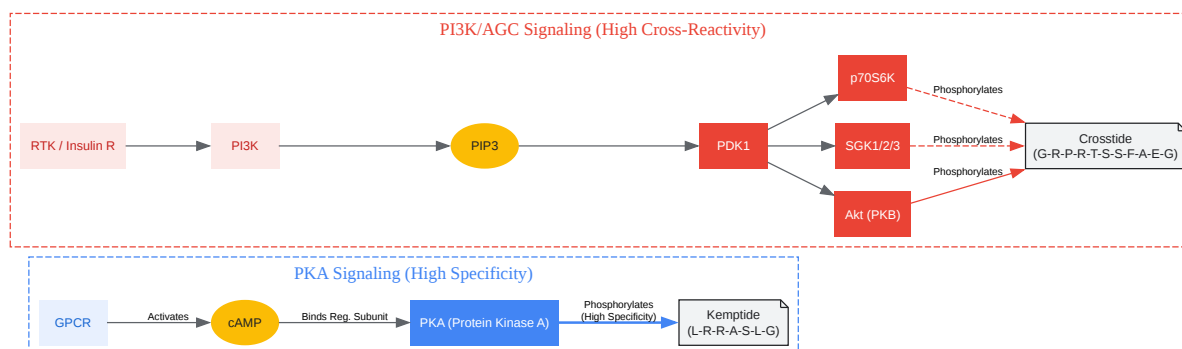 PI3K/AGC Signaling (High Cross-Reactivity)
RTK / Insulin R
PI3K
PIP3
PDK1
p70S6K
SGK1/2/3
Akt (PKB)
Phosphorylates
Phosphorylates
Phosphorylates
Crosstide
(G-R-P-R-T-S-S-F-A-E-G)
PKA Signaling (High Specificity)
GPCR
Activates
cAMP
Binds Reg. Subunit
PKA (Protein Kinase A)
Phosphorylates
(High Specificity)
Kemptide
(L-R-R-A-S-L-G)